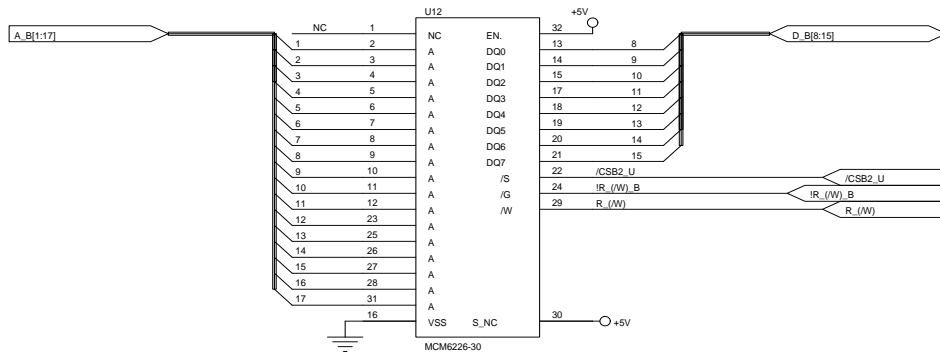 U12
+5V
NC 1 NC EN. 32
A_B[1:17] D_B[8:15]
1 2 A DQ0 13 8
2 3 A DQ1 14 9
3 4 A DQ2 15 10
4 5 A DQ3 17 11
5 6 A DQ4 18 12
6 7 A DQ5 19 13
7 8 A DQ6 20 14
8 9 A DQ7 21 15
9 10 A /S 22 /CSB2_U /CSB2_U
10 11 A /G 24 !R_(/W)_B !R_(/W)_B
11 12 A /W 29 R_(/W) R_(/W)
12 23 A
13 25 A
14 26 A
15 27 A
16 28 A
17 31 A
16 VSS S_NC 30 +5V
MCM6226-30